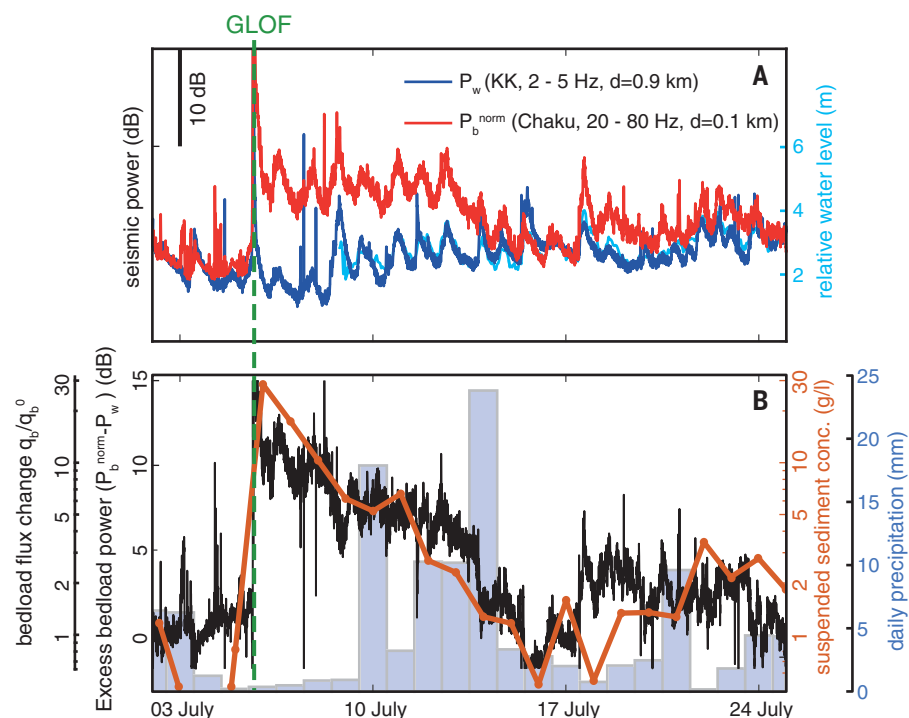 GLOF
A
10 dB
P_w (KK, 2 - 5 Hz, d=0.9 km)
P_b^norm (Chaku, 20 - 80 Hz, d=0.1 km)
seismic power (dB)
6
4
2
relative water level (m)
B
30
10
5
2
1
bedload flux change q_b/q_b^0
15
10
5
0
Excess bedload power (P_b^norm-P_w ) (dB)
30
10
5
2
1
suspended sediment conc. (g/l)
25
20
15
10
5
0
daily precipitation (mm)
03 July 10 July 17 July 24 July